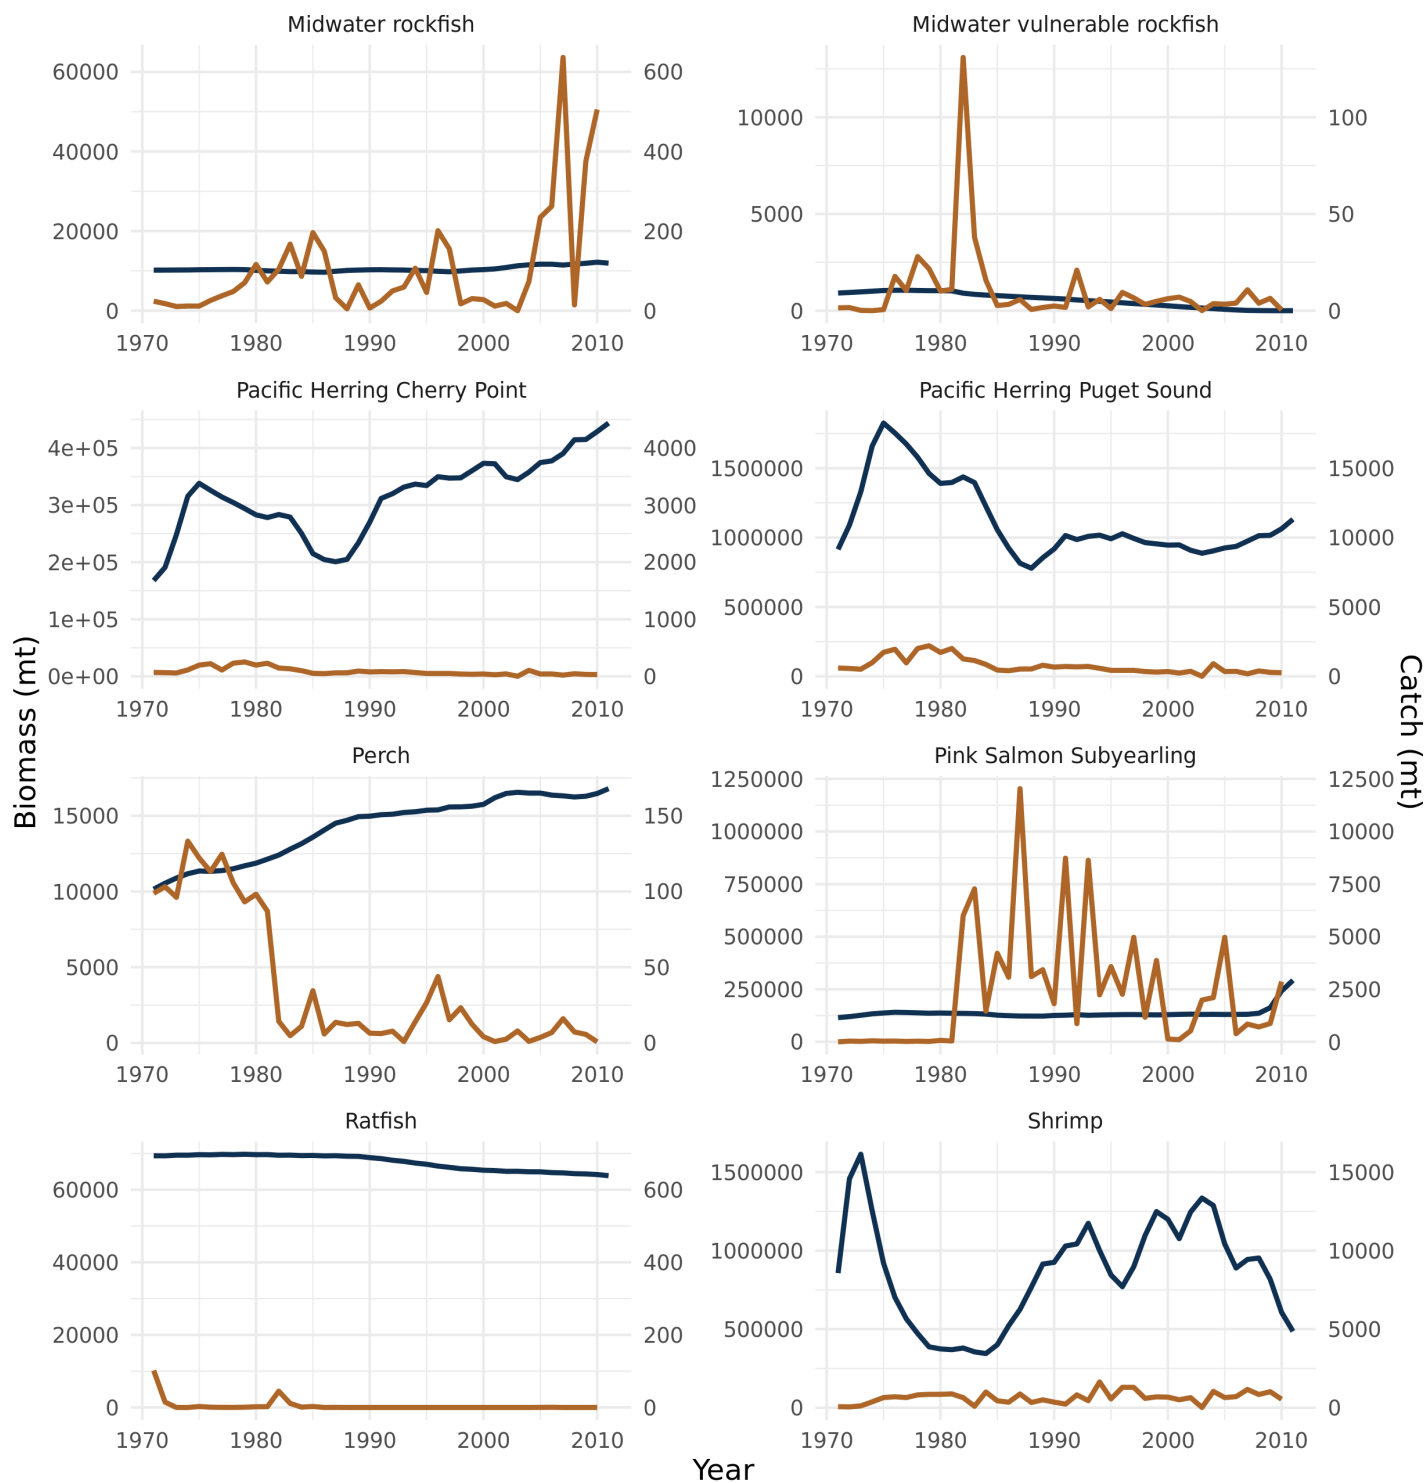 Midwater rockfish
60000
40000
20000
0
600
400
200
0
1970 1980 1990 2000 2010
Midwater vulnerable rockfish
10000
5000
0
100
50
0
1970 1980 1990 2000 2010
Pacific Herring Cherry Point
4e+05
3e+05
2e+05
1e+05
0e+00
4000
3000
2000
1000
0
1970 1980 1990 2000 2010
Pacific Herring Puget Sound
1500000
1000000
500000
0
15000
10000
5000
0
1970 1980 1990 2000 2010
Biomass (mt)
Catch (mt)
Perch
15000
10000
5000
0
150
100
50
0
1970 1980 1990 2000 2010
Pink Salmon Subyearling
1250000
1000000
750000
500000
250000
0
12500
10000
7500
5000
2500
0
1970 1980 1990 2000 2010
Ratfish
60000
40000
20000
0
600
400
200
0
1970 1980 1990 2000 2010
Shrimp
1500000
1000000
500000
0
15000
10000
5000
0
1970 1980 1990 2000 2010
Year